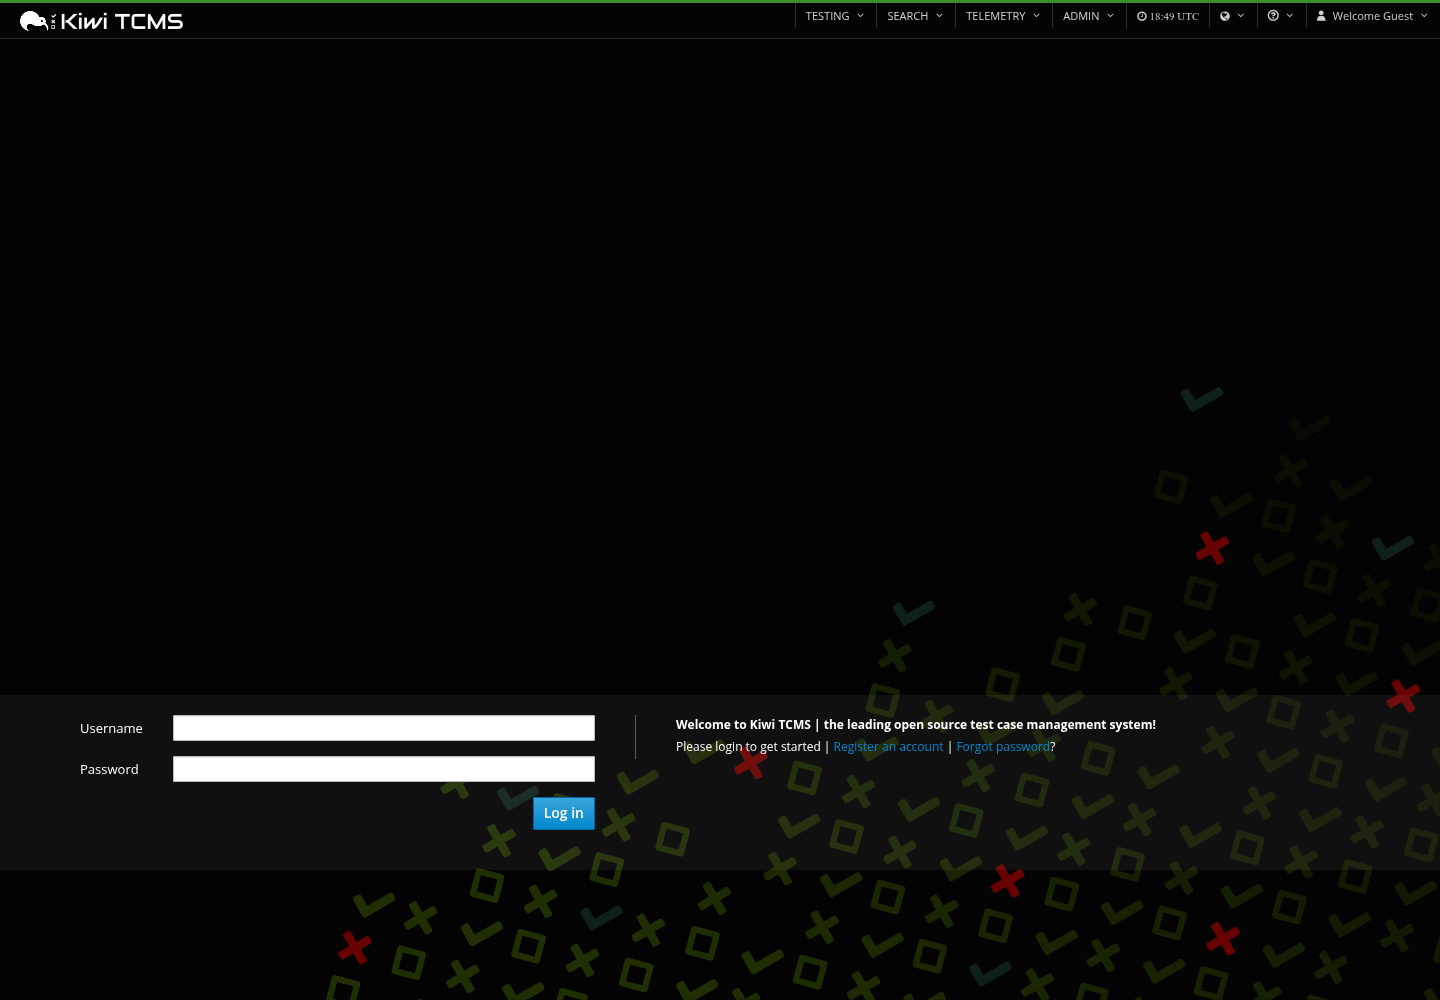 Kiwi TCMS
TESTING
SEARCH
TELEMETRY
ADMIN
18:49 UTC
Welcome Guest
Username
Password
Log in
Welcome to Kiwi TCMS | the leading open source test case management system!
Please login to get started | Register an account | Forgot password?